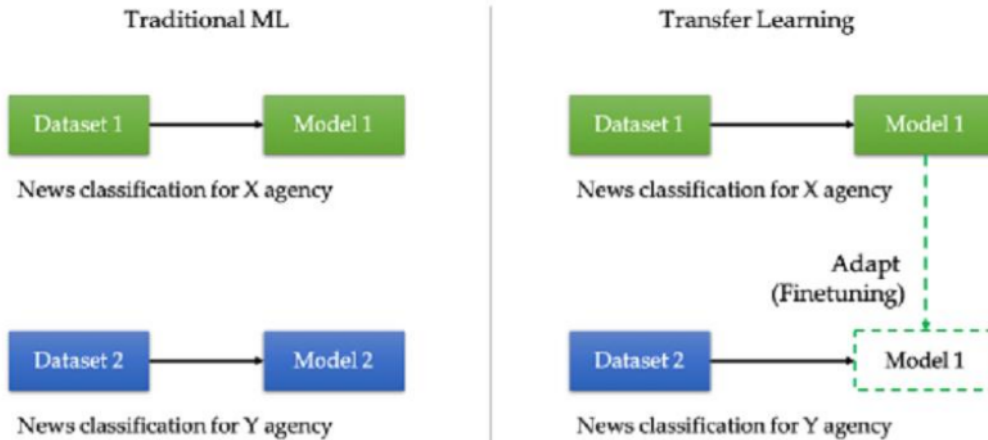 Traditional ML
Dataset 1
Model 1
News classification for X agency
Dataset 2
Model 2
News classification for Y agency
Transfer Learning
Dataset 1
Model 1
News classification for X agency
Adapt
(Finetuning)
Dataset 2
Model 1
News classification for Y agency